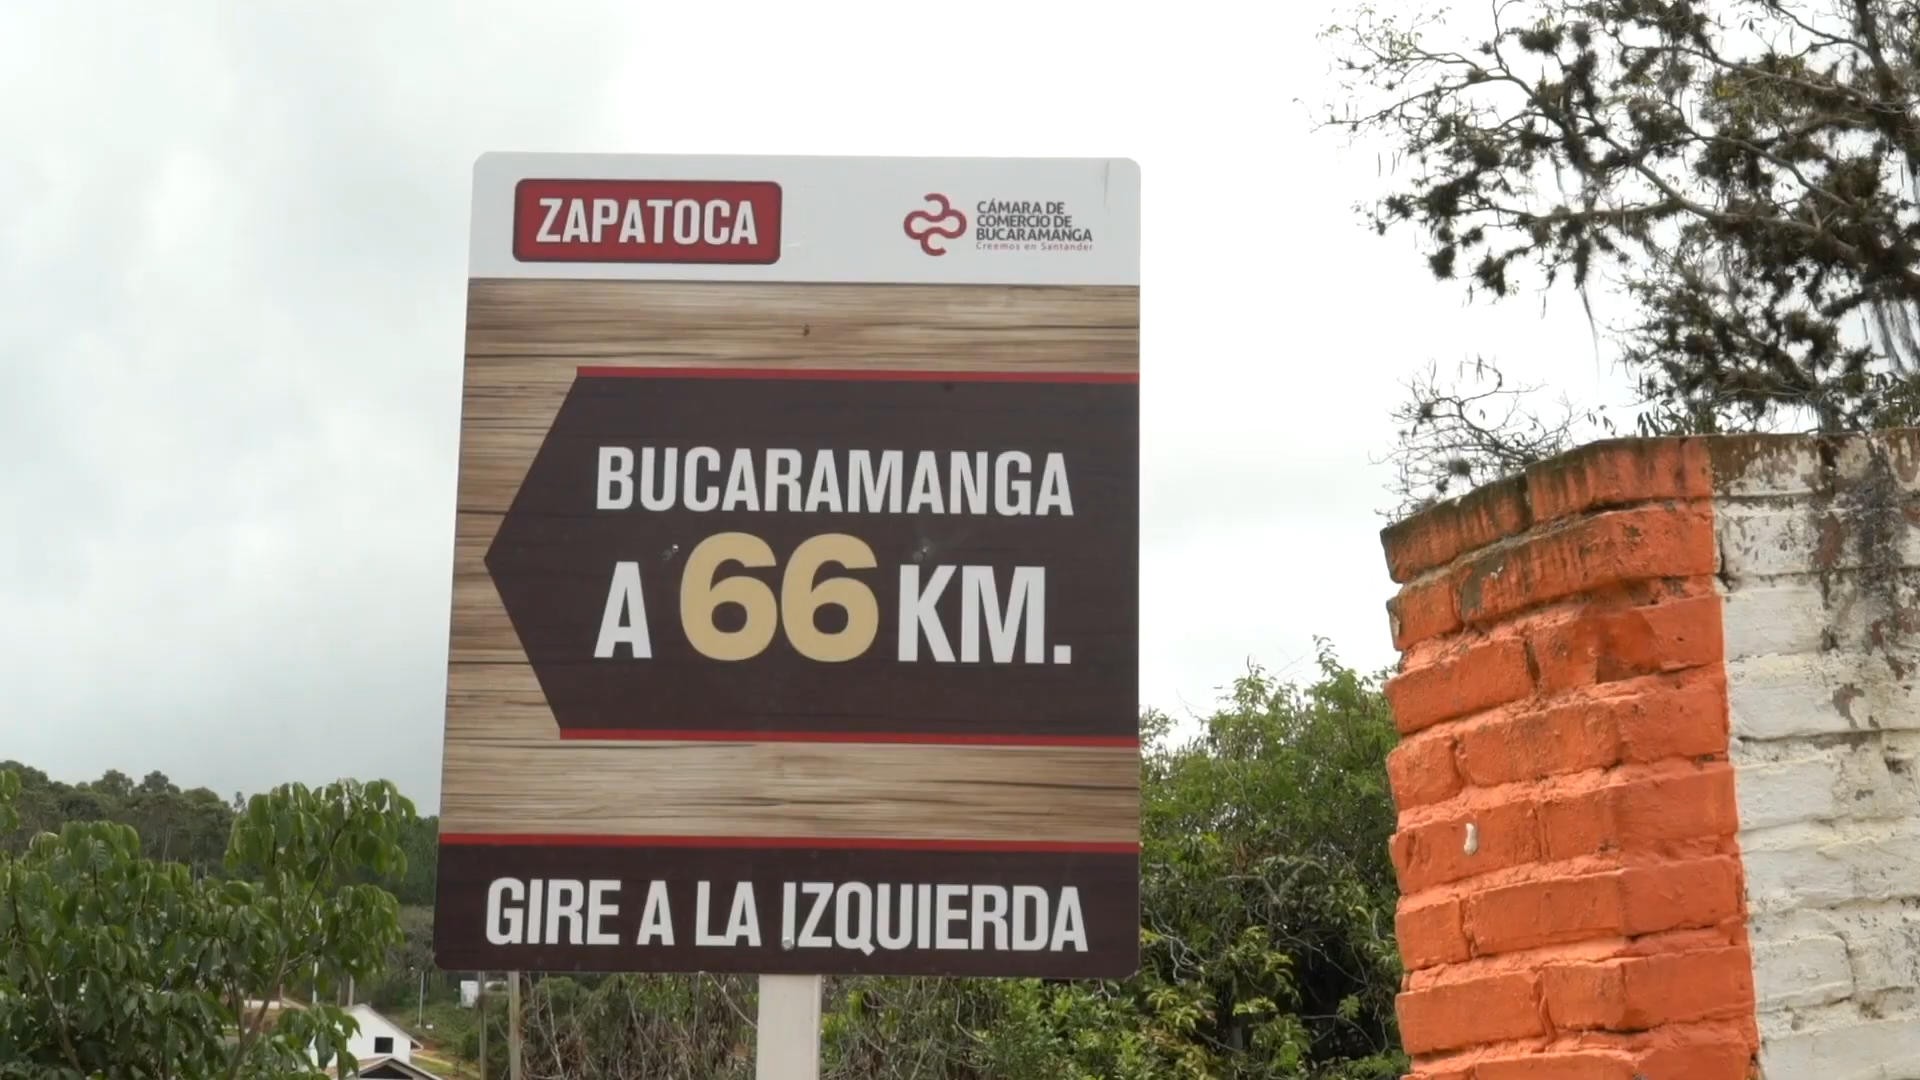 ZAPATOCA
CÁMARA DE
COMERCIO DE
BUCARAMANGA
Creemos en Santander
BUCARAMANGA
A 66 KM.
GIRE A LA IZQUIERDA